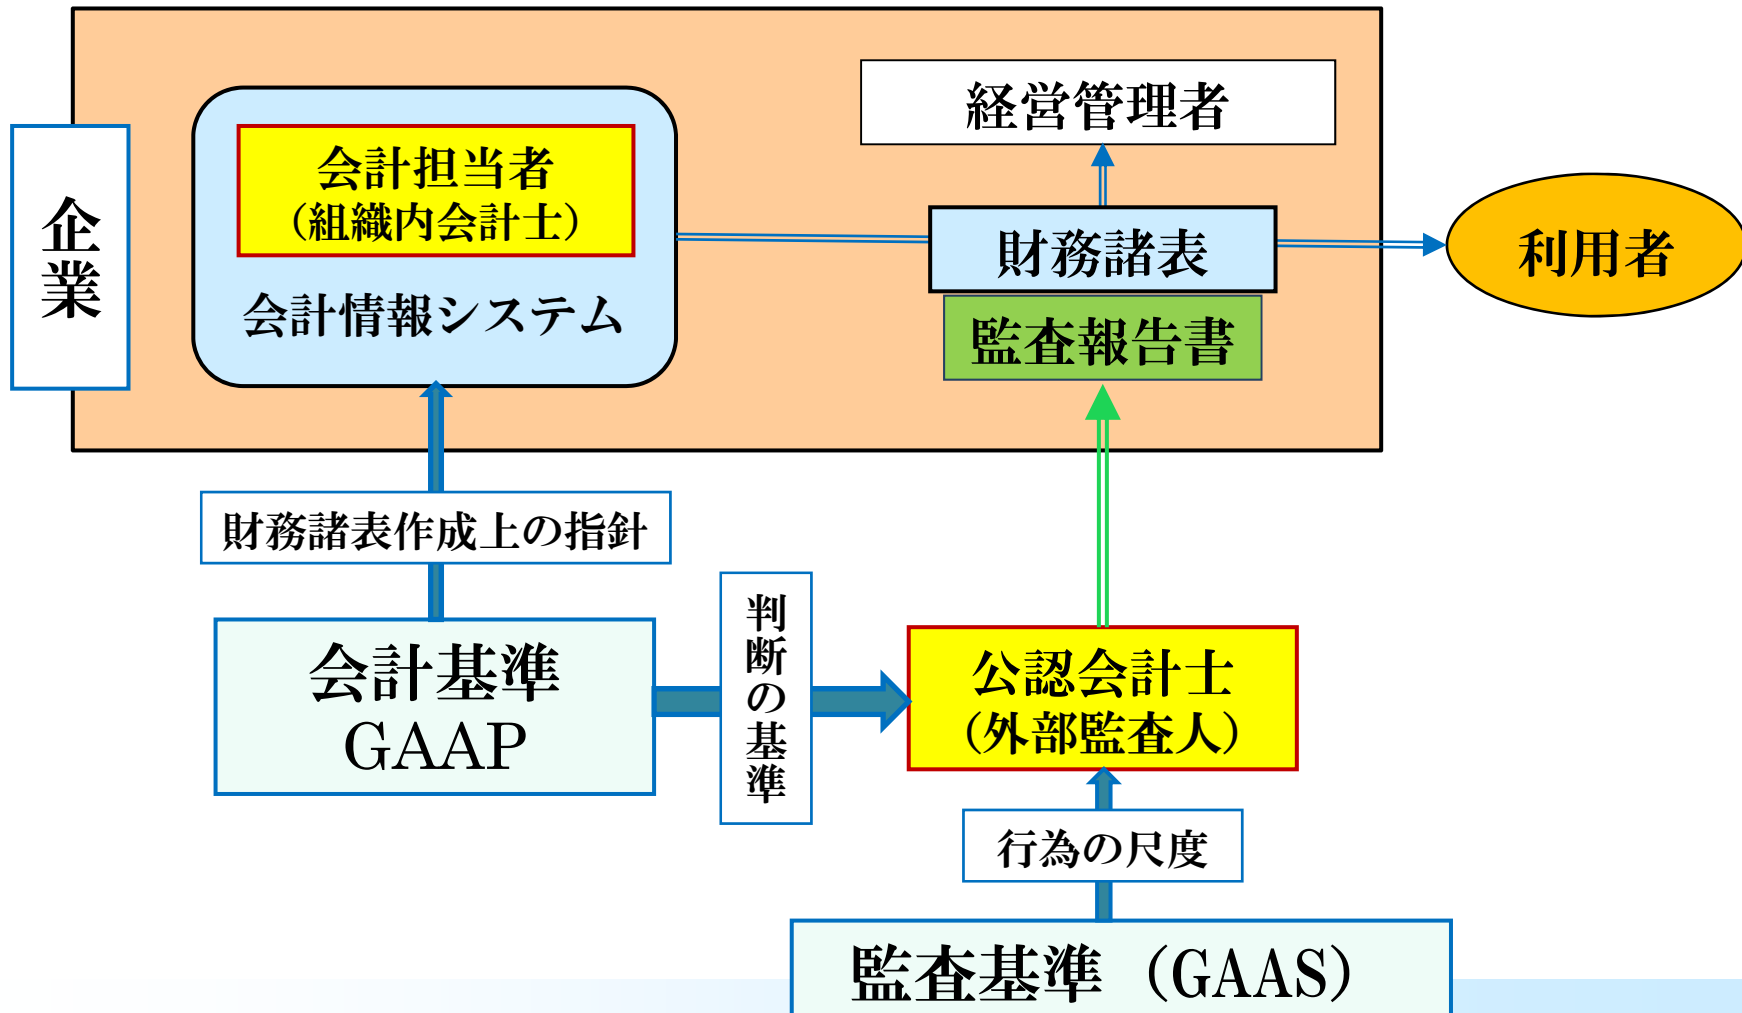 企業
会計担当者
（組織内会計士）
会計情報システム
経営管理者
財務諸表
監査報告書
利用者
財務諸表作成上の指針
会計基準
GAAP
判断の基準
公認会計士
（外部監査人）
行為の尺度
監査基準（GAAS）